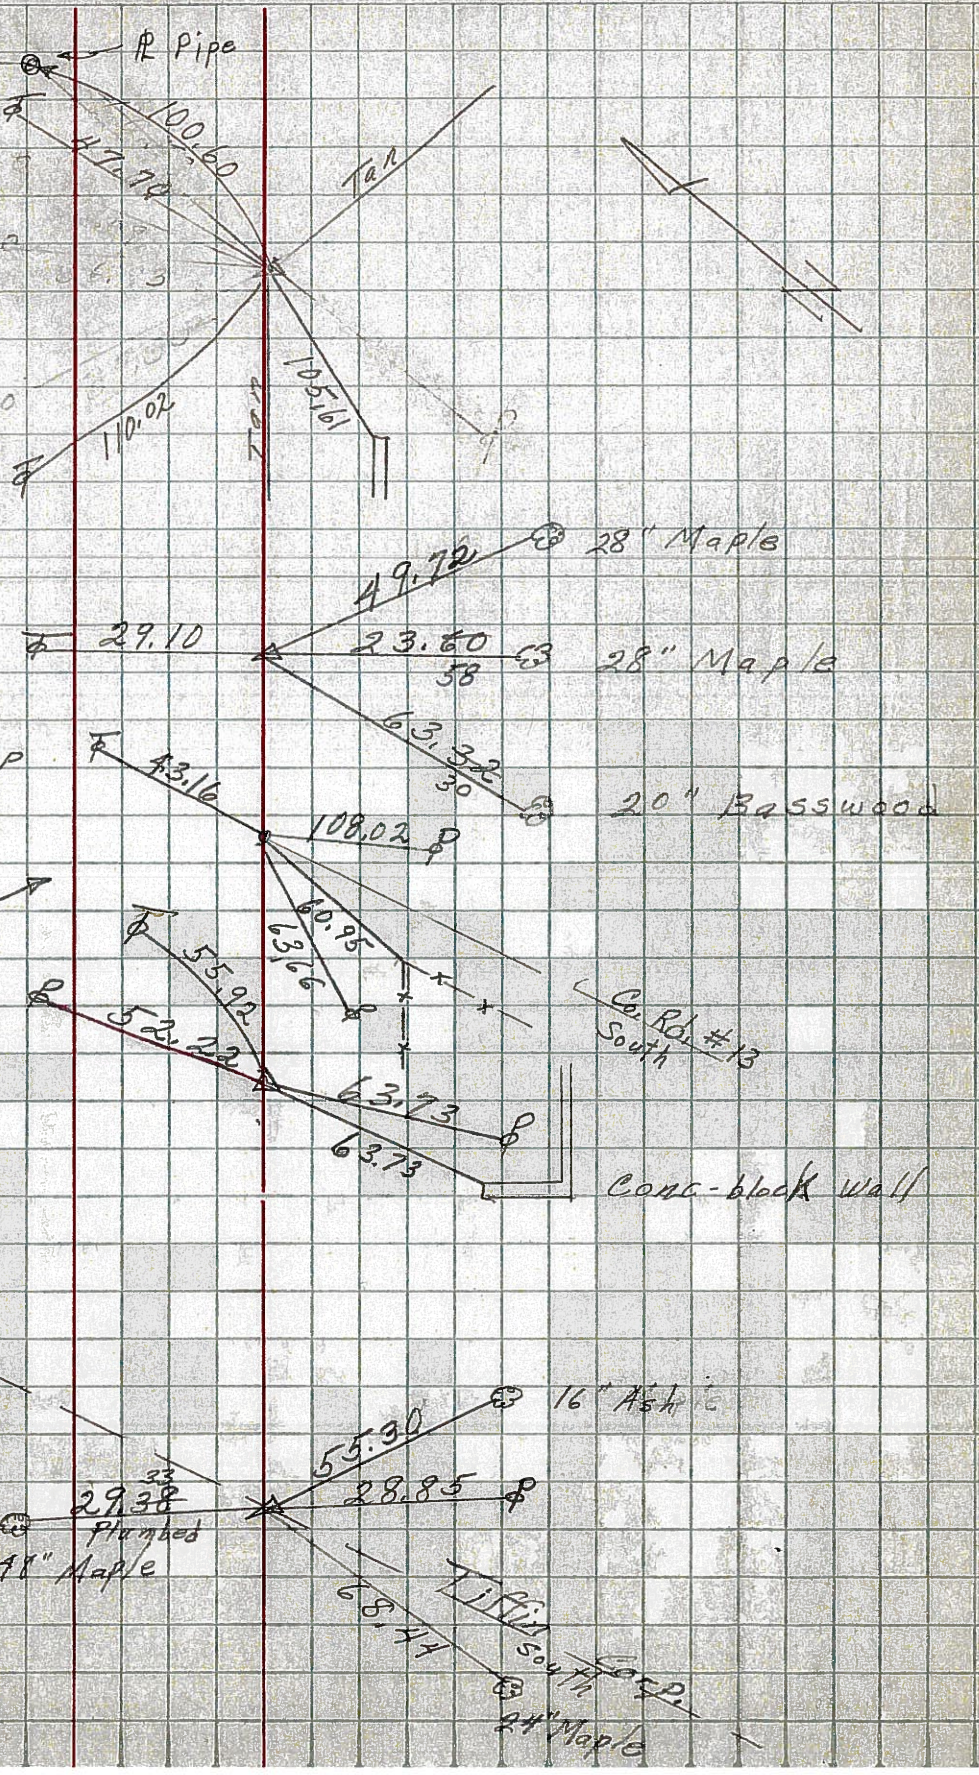 PL Pipe
100.60
47.70
Tan
110.02
Tan
105.61
28" Maple
49.72
29.10
23.60
58
28" Maple
63.32
30
20" Basswood
P
43.16
108.02
60.95
63.66
55.92
Co. Rd. #13
South
52.22
63.73
63.73
Conc-block Wall
16" Ash
55.30
33
29.38
28.85
Plumbed
48" Maple
68.44
Tiffin
South Corp.
24" Maple